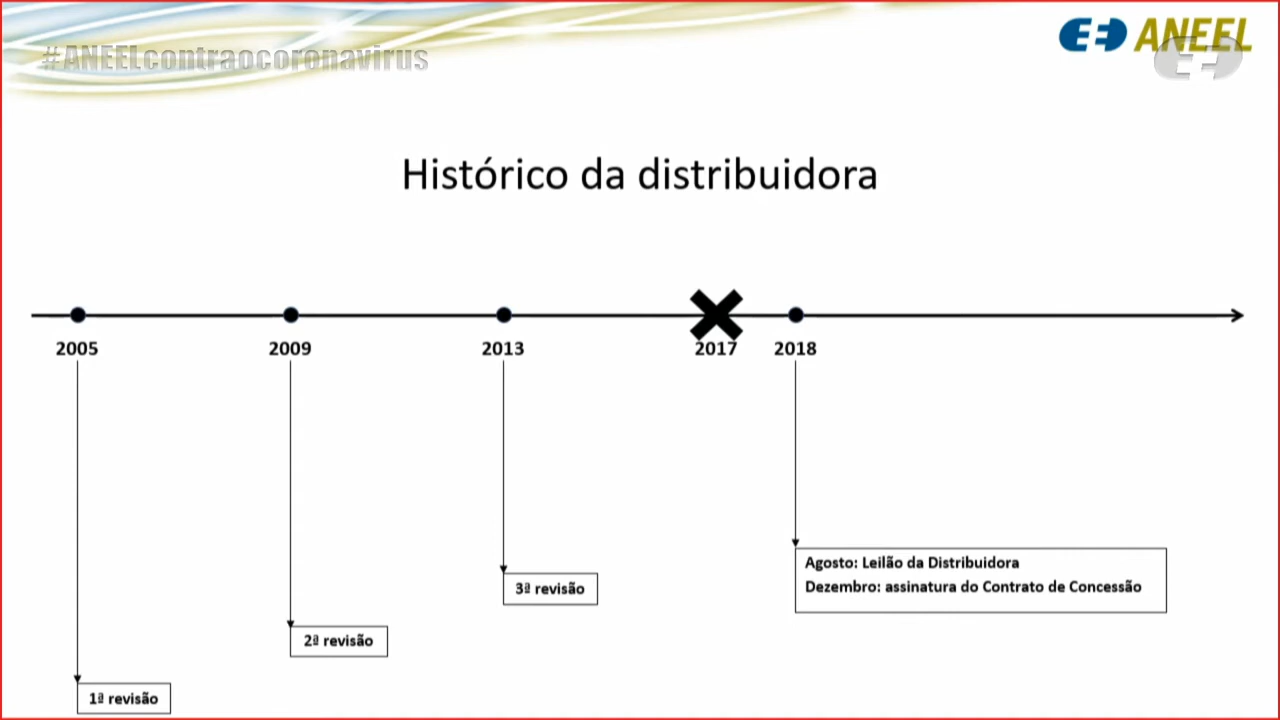 #ANEELcontraocoronavirus
ANEEL
Histórico da distribuidora
2005
2009
2013
2017
2018
Agosto: Leilão da Distribuidora
Dezembro: assinatura do Contrato de Concessão
3ª revisão
2ª revisão
1ª revisão